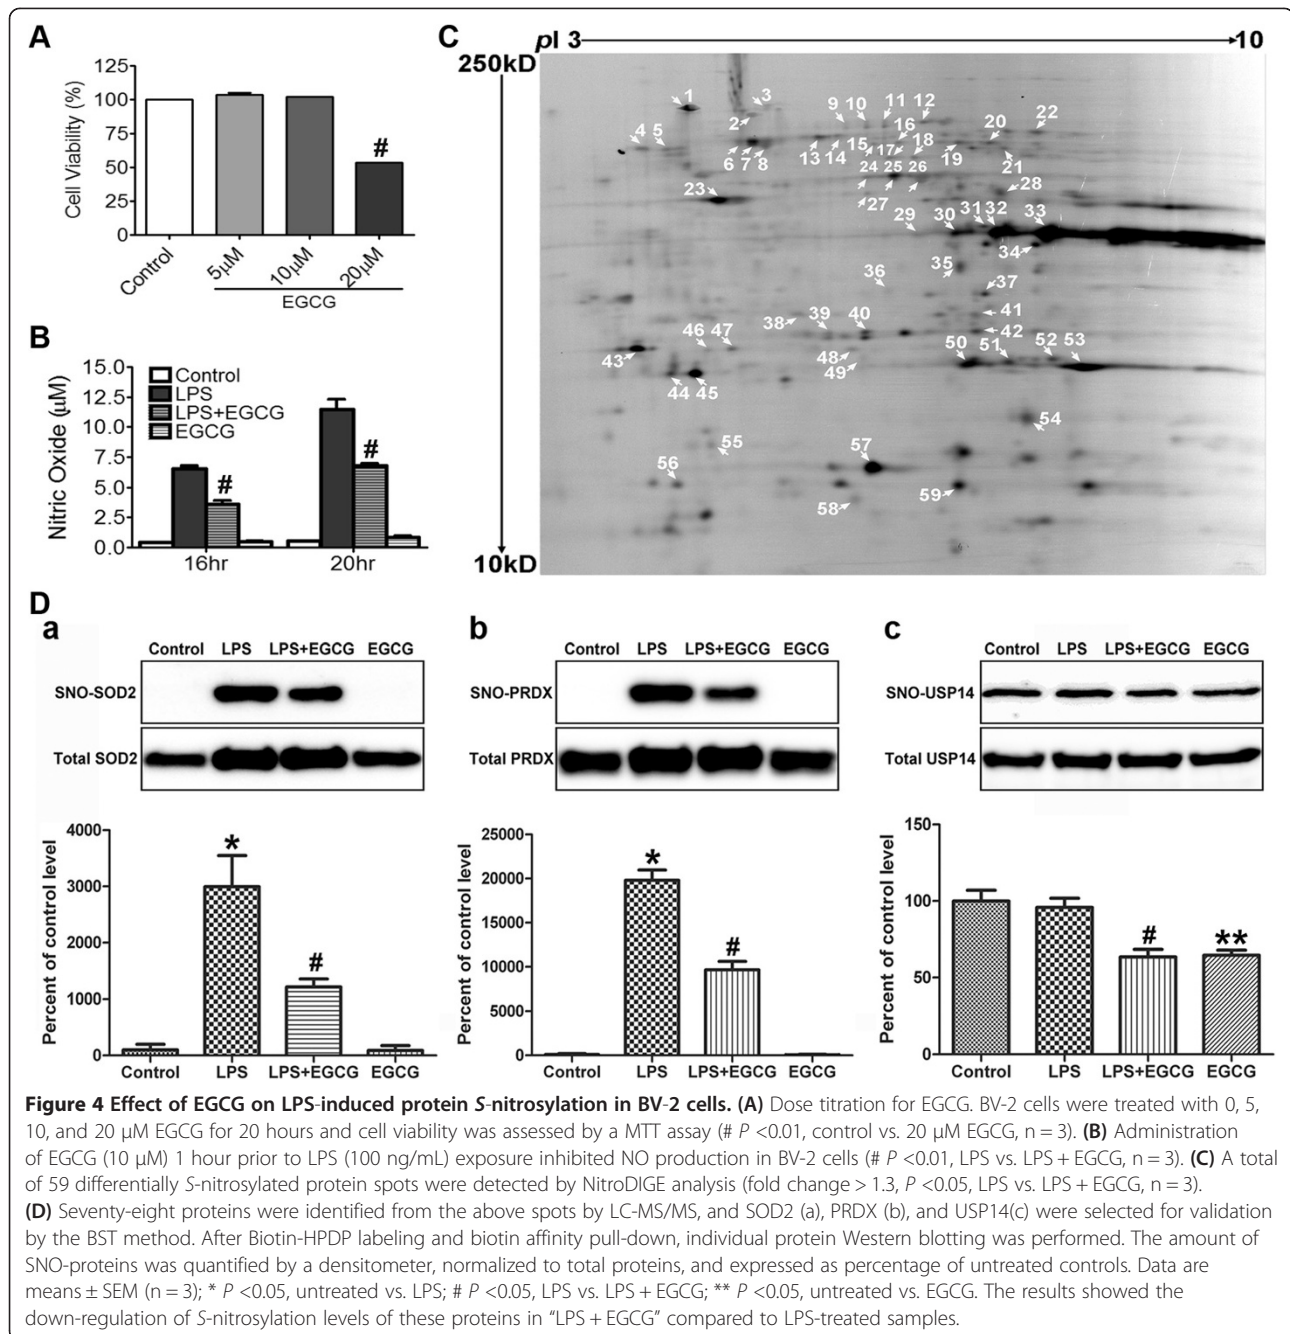 A
Cell Viability (%)
125
100
75
50
25
0
#
Control
5µM
10µM
20µM
EGCG
B
Nitric Oxide (µM)
15.0
12.5
10.0
7.5
5.0
2.5
0.0
Control
LPS
LPS+EGCG
EGCG
#
#
16hr
20hr
C
pI 3
10
250kD
10kD
1
2
3
4
5
6
7
8
9
10
11
12
13
14
15
16
17
18
19
20
21
22
23
24
25
26
27
28
29
30
31
32
33
34
35
36
37
38
39
40
41
42
43
44
45
46
47
48
49
50
51
52
53
54
55
56
57
58
59
D
a
Control LPS LPS+EGCG EGCG
SNO-SOD2
Total SOD2
Percent of control level
4000
3000
2000
1000
0
*
#
Control LPS LPS+EGCG EGCG
b
Control LPS LPS+EGCG EGCG
SNO-PRDX
Total PRDX
Percent of control level
25000
20000
15000
10000
5000
0
*
#
Control LPS LPS+EGCG EGCG
c
Control LPS LPS+EGCG EGCG
SNO-USP14
Total USP14
Percent of control level
150
100
50
0
#
**
Control LPS LPS+EGCG EGCG
Figure 4 Effect of EGCG on LPS-induced protein S-nitrosylation in BV-2 cells. (A) Dose titration for EGCG. BV-2 cells were treated with 0, 5,
10, and 20 µM EGCG for 20 hours and cell viability was assessed by a MTT assay (# P <0.01, control vs. 20 µM EGCG, n = 3). (B) Administration
of EGCG (10 µM) 1 hour prior to LPS (100 ng/mL) exposure inhibited NO production in BV-2 cells (# P <0.01, LPS vs. LPS + EGCG, n = 3). (C) A total
of 59 differentially S-nitrosylated protein spots were detected by NitroDIGE analysis (fold change > 1.3, P <0.05, LPS vs. LPS + EGCG, n = 3).
(D) Seventy-eight proteins were identified from the above spots by LC-MS/MS, and SOD2 (a), PRDX (b), and USP14(c) were selected for validation
by the BST method. After Biotin-HPDP labeling and biotin affinity pull-down, individual protein Western blotting was performed. The amount of
SNO-proteins was quantified by a densitometer, normalized to total proteins, and expressed as percentage of untreated controls. Data are
means ± SEM (n = 3); * P <0.05, untreated vs. LPS; # P <0.05, LPS vs. LPS + EGCG; ** P <0.05, untreated vs. EGCG. The results showed the
down-regulation of S-nitrosylation levels of these proteins in “LPS + EGCG” compared to LPS-treated samples.